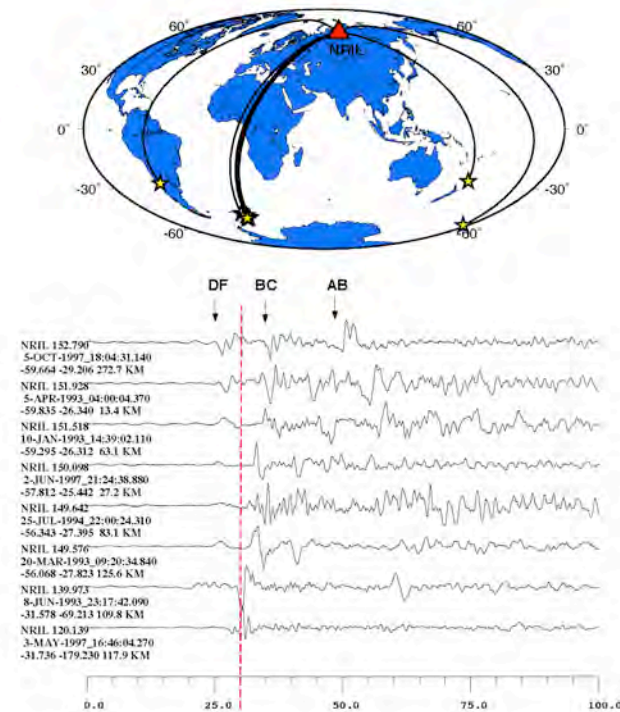 60° 60°
NRIL
30° 30°
0° 0°
-30° -30°
-60° -60°
DF BC AB
NRIL 152.790
5-OCT-1997_18:04:31.140
-59.664 -29.206 272.7 KM
NRIL 151.928
5-APR-1993_04:00:04.370
-59.835 -26.340 13.4 KM
NRIL 151.518
10-JAN-1993_14:39:02.110
-59.295 -26.312 63.1 KM
NRIL 150.098
2-JUN-1997_21:24:38.880
-57.812 -25.442 27.2 KM
NRIL 149.642
25-JUL-1994_22:00:24.310
-56.343 -27.395 83.1 KM
NRIL 149.576
20-MAR-1993_09:20:34.840
-56.068 -27.823 125.6 KM
NRIL 139.973
8-JUN-1993_23:17:42.090
-31.578 -69.213 109.8 KM
NRIL 120.139
3-MAY-1997_16:46:04.270
-31.736 -179.230 117.9 KM
0.0 25.0 50.0 75.0 100.0